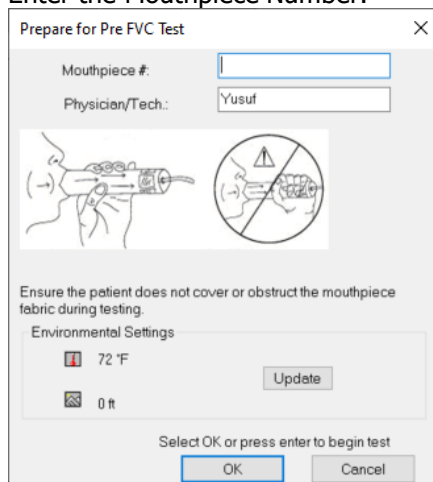 Enter the Mouthpiece Number.
Prepare for Pre FVC Test
Mouthpiece #:
Physician/Tech.: Yusuf
Ensure the patient does not cover or obstruct the mouthpiece
fabric during testing.
Environmental Settings
72 °F
Update
0 ft
Select OK or press enter to begin test
OK Cancel